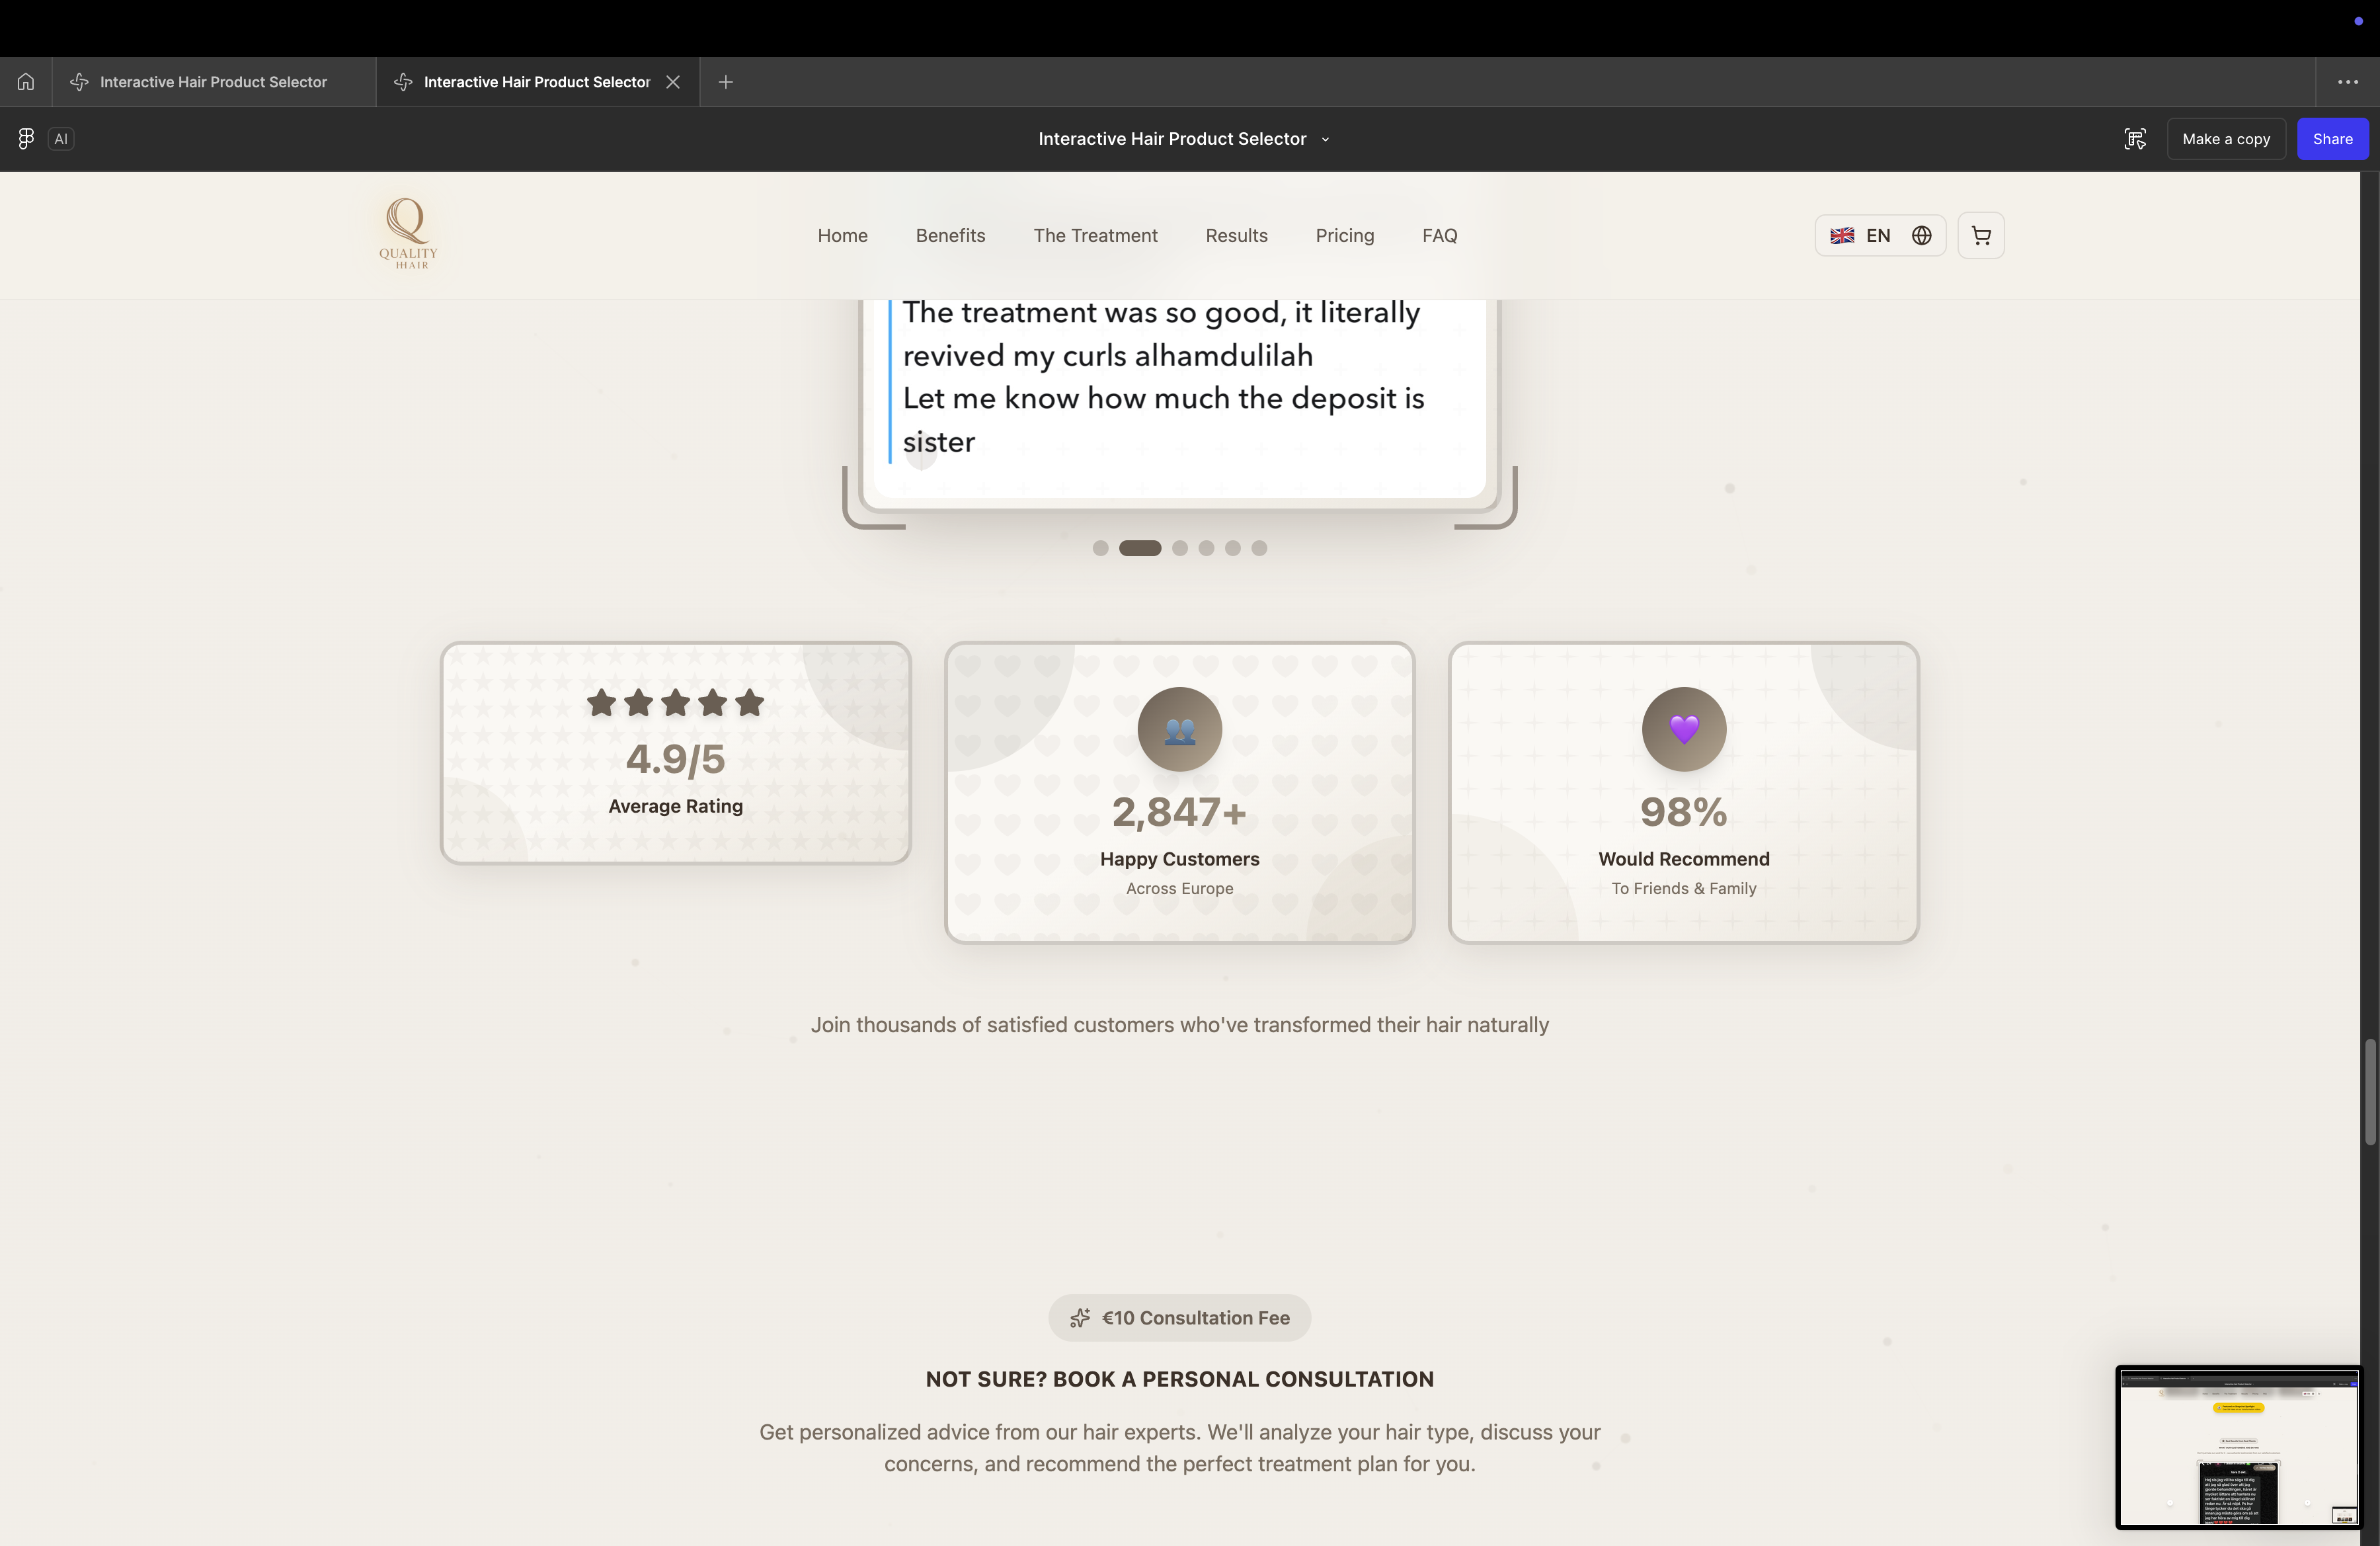 Interactive Hair Product Selector
Interactive Hair Product Selector
AI
Interactive Hair Product Selector
Make a copy
Share
QUALITY
HHAIR
Home
Benefits
The Treatment
Results
Pricing
FAQ
EN
The treatment was so good, it literally
revived my curls alhamdulilah
Let me know how much the deposit is
sister
4.9/5
Average Rating
2,847+
Happy Customers
Across Europe
98%
Would Recommend
To Friends & Family
Join thousands of satisfied customers who've transformed their hair naturally
€10 Consultation Fee
NOT SURE? BOOK A PERSONAL CONSULTATION
Get personalized advice from our hair experts. We'll analyze your hair type, discuss your
concerns, and recommend the perfect treatment plan for you.